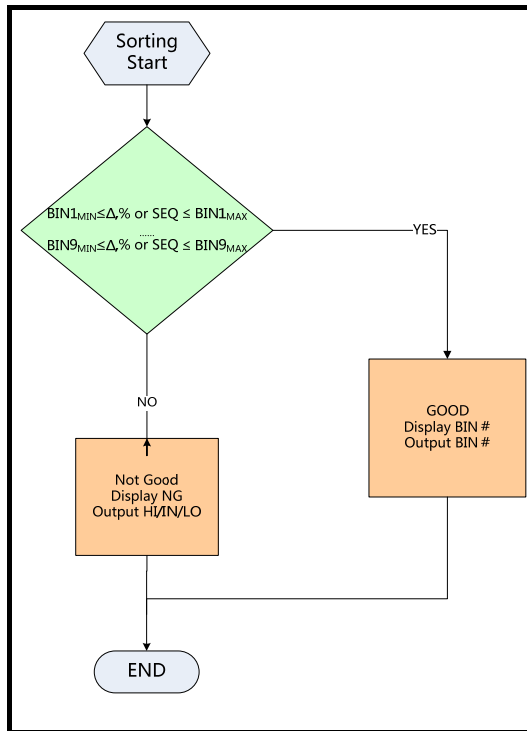 Sorting
Start
BIN1MIN≤Δ,% or SEQ ≤ BIN1MAX
......
BIN9MIN≤Δ,% or SEQ ≤ BIN9MAX
YES
NO
GOOD
Display BIN #
Output BIN #
Not Good
Display NG
Output HI/IN/LO
END